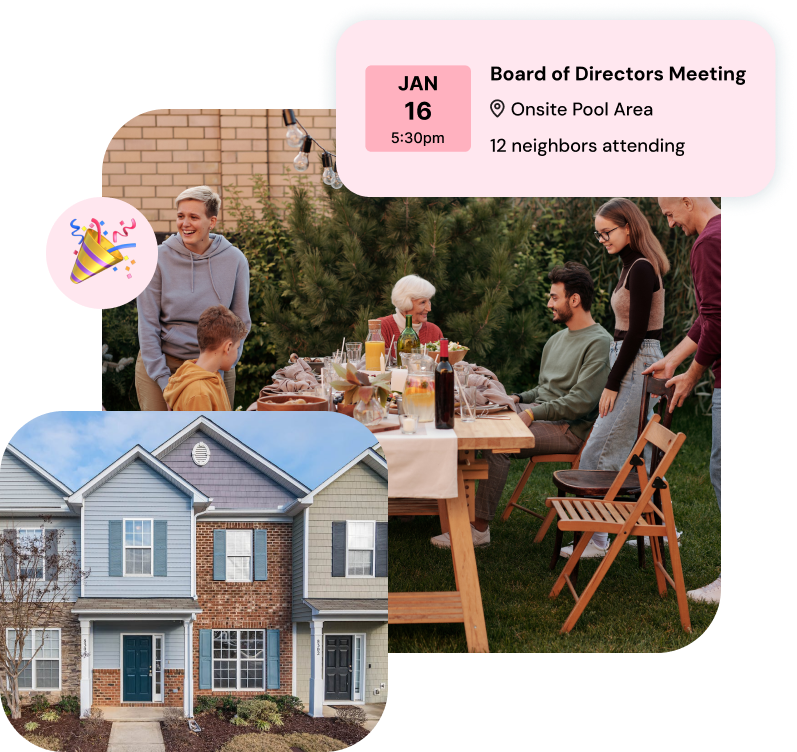 JAN
16
5:30pm
Board of Directors Meeting
Onsite Pool Area
12 neighbors attending